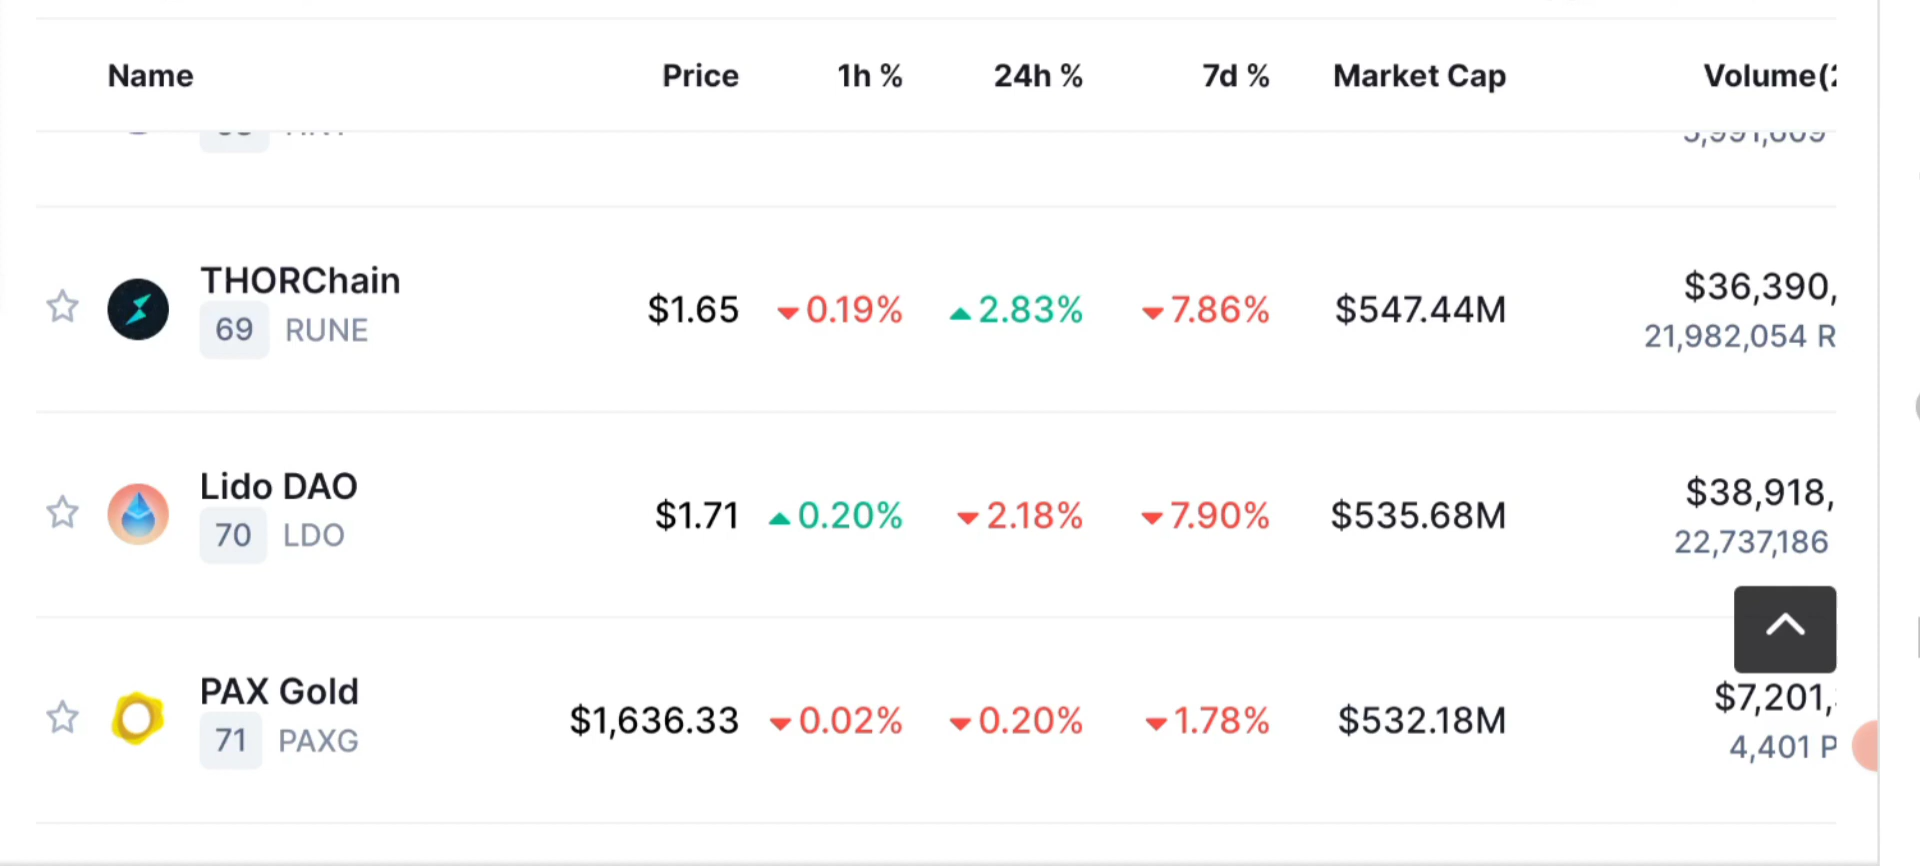 Name Price 1h % 24h % 7d % Market Cap Volume(
THORChain
69 RUNE $1.65 0.19% 2.83% 7.86% $547.44M $36,390,
21,982,054 R
Lido DAO
70 LDO $1.71 0.20% 2.18% 7.90% $535.68M $38,918,
22,737,186
PAX Gold
71 PAXG $1,636.33 0.02% 0.20% 1.78% $532.18M $7,201,
4,401 P